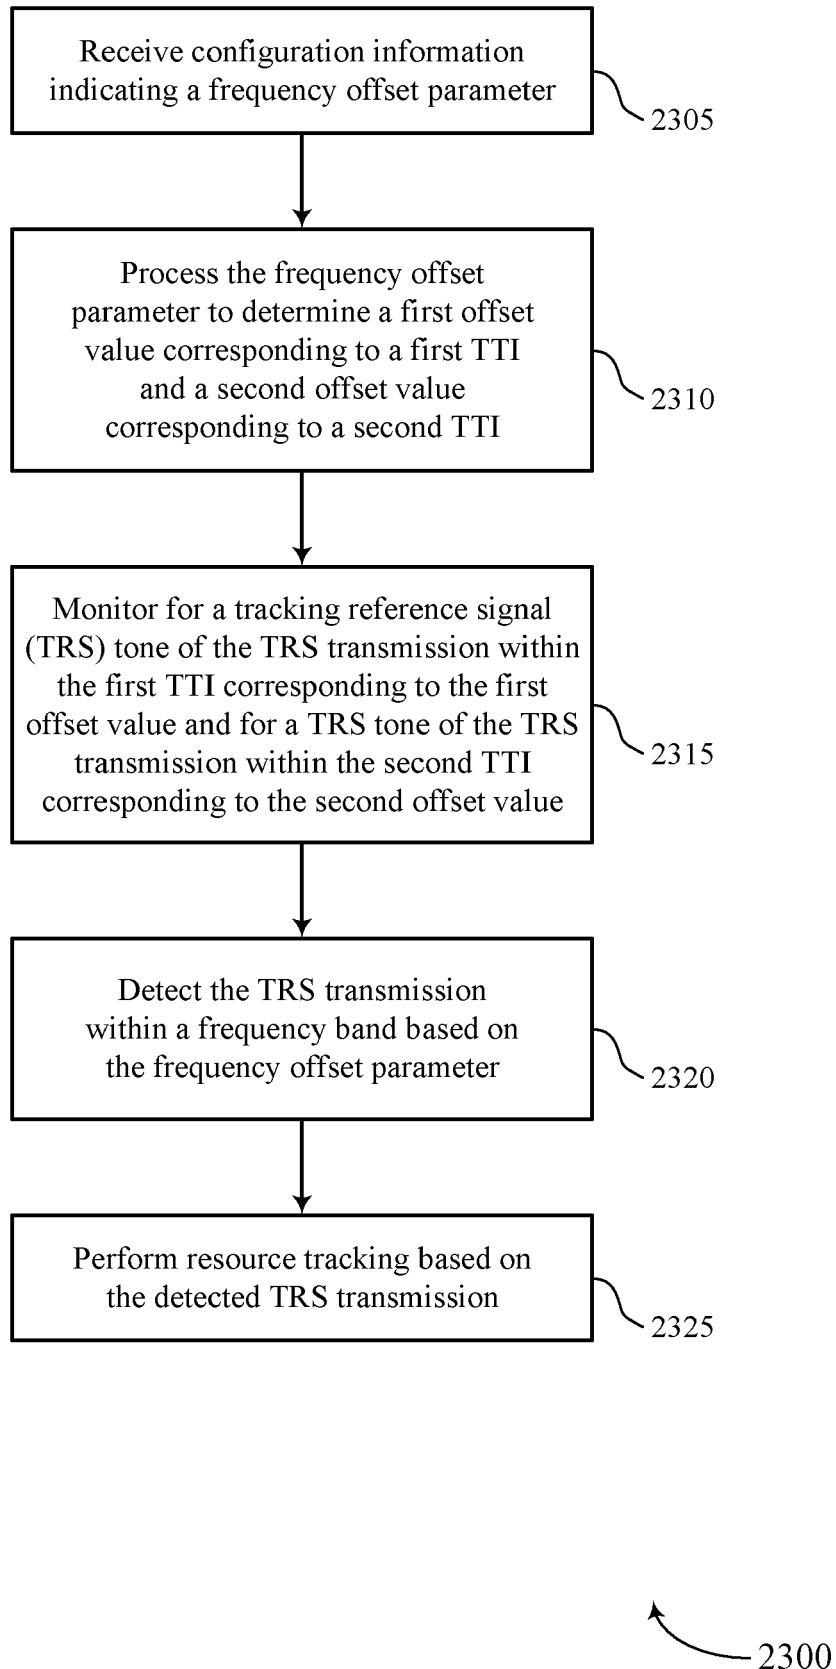 Receive configuration information
indicating a frequency offset parameter
2305
Process the frequency offset
parameter to determine a first offset
value corresponding to a first TTI
and a second offset value
corresponding to a second TTI
2310
Monitor for a tracking reference signal
(TRS) tone of the TRS transmission within
the first TTI corresponding to the first
offset value and for a TRS tone of the TRS
transmission within the second TTI
corresponding to the second offset value
2315
Detect the TRS transmission
within a frequency band based on
the frequency offset parameter
2320
Perform resource tracking based on
the detected TRS transmission
2325
2300